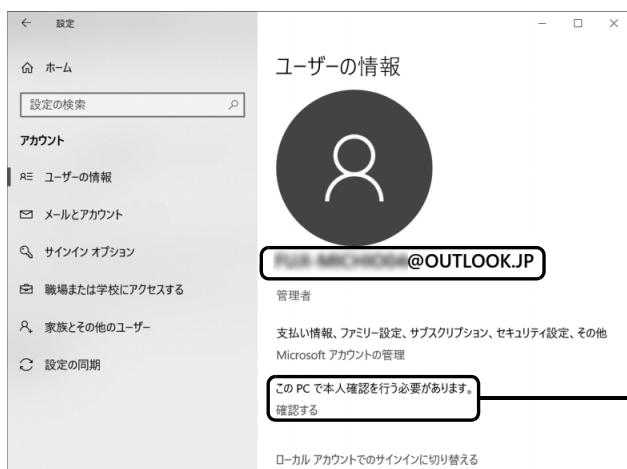 設定
ホーム
設定の検索
アカウント
ユーザーの情報
メールとアカウント
サインイン オプション
職場または学校にアクセスする
家族とその他のユーザー
設定の同期
ユーザーの情報
@OUTLOOK.JP
管理者
支払い情報、ファミリー設定、サブスクリプション、セキュリティ設定、その他
Microsoft アカウントの管理
この PC で本人確認を行う必要があります。
確認する
ローカル アカウントでのサインインに切り替える